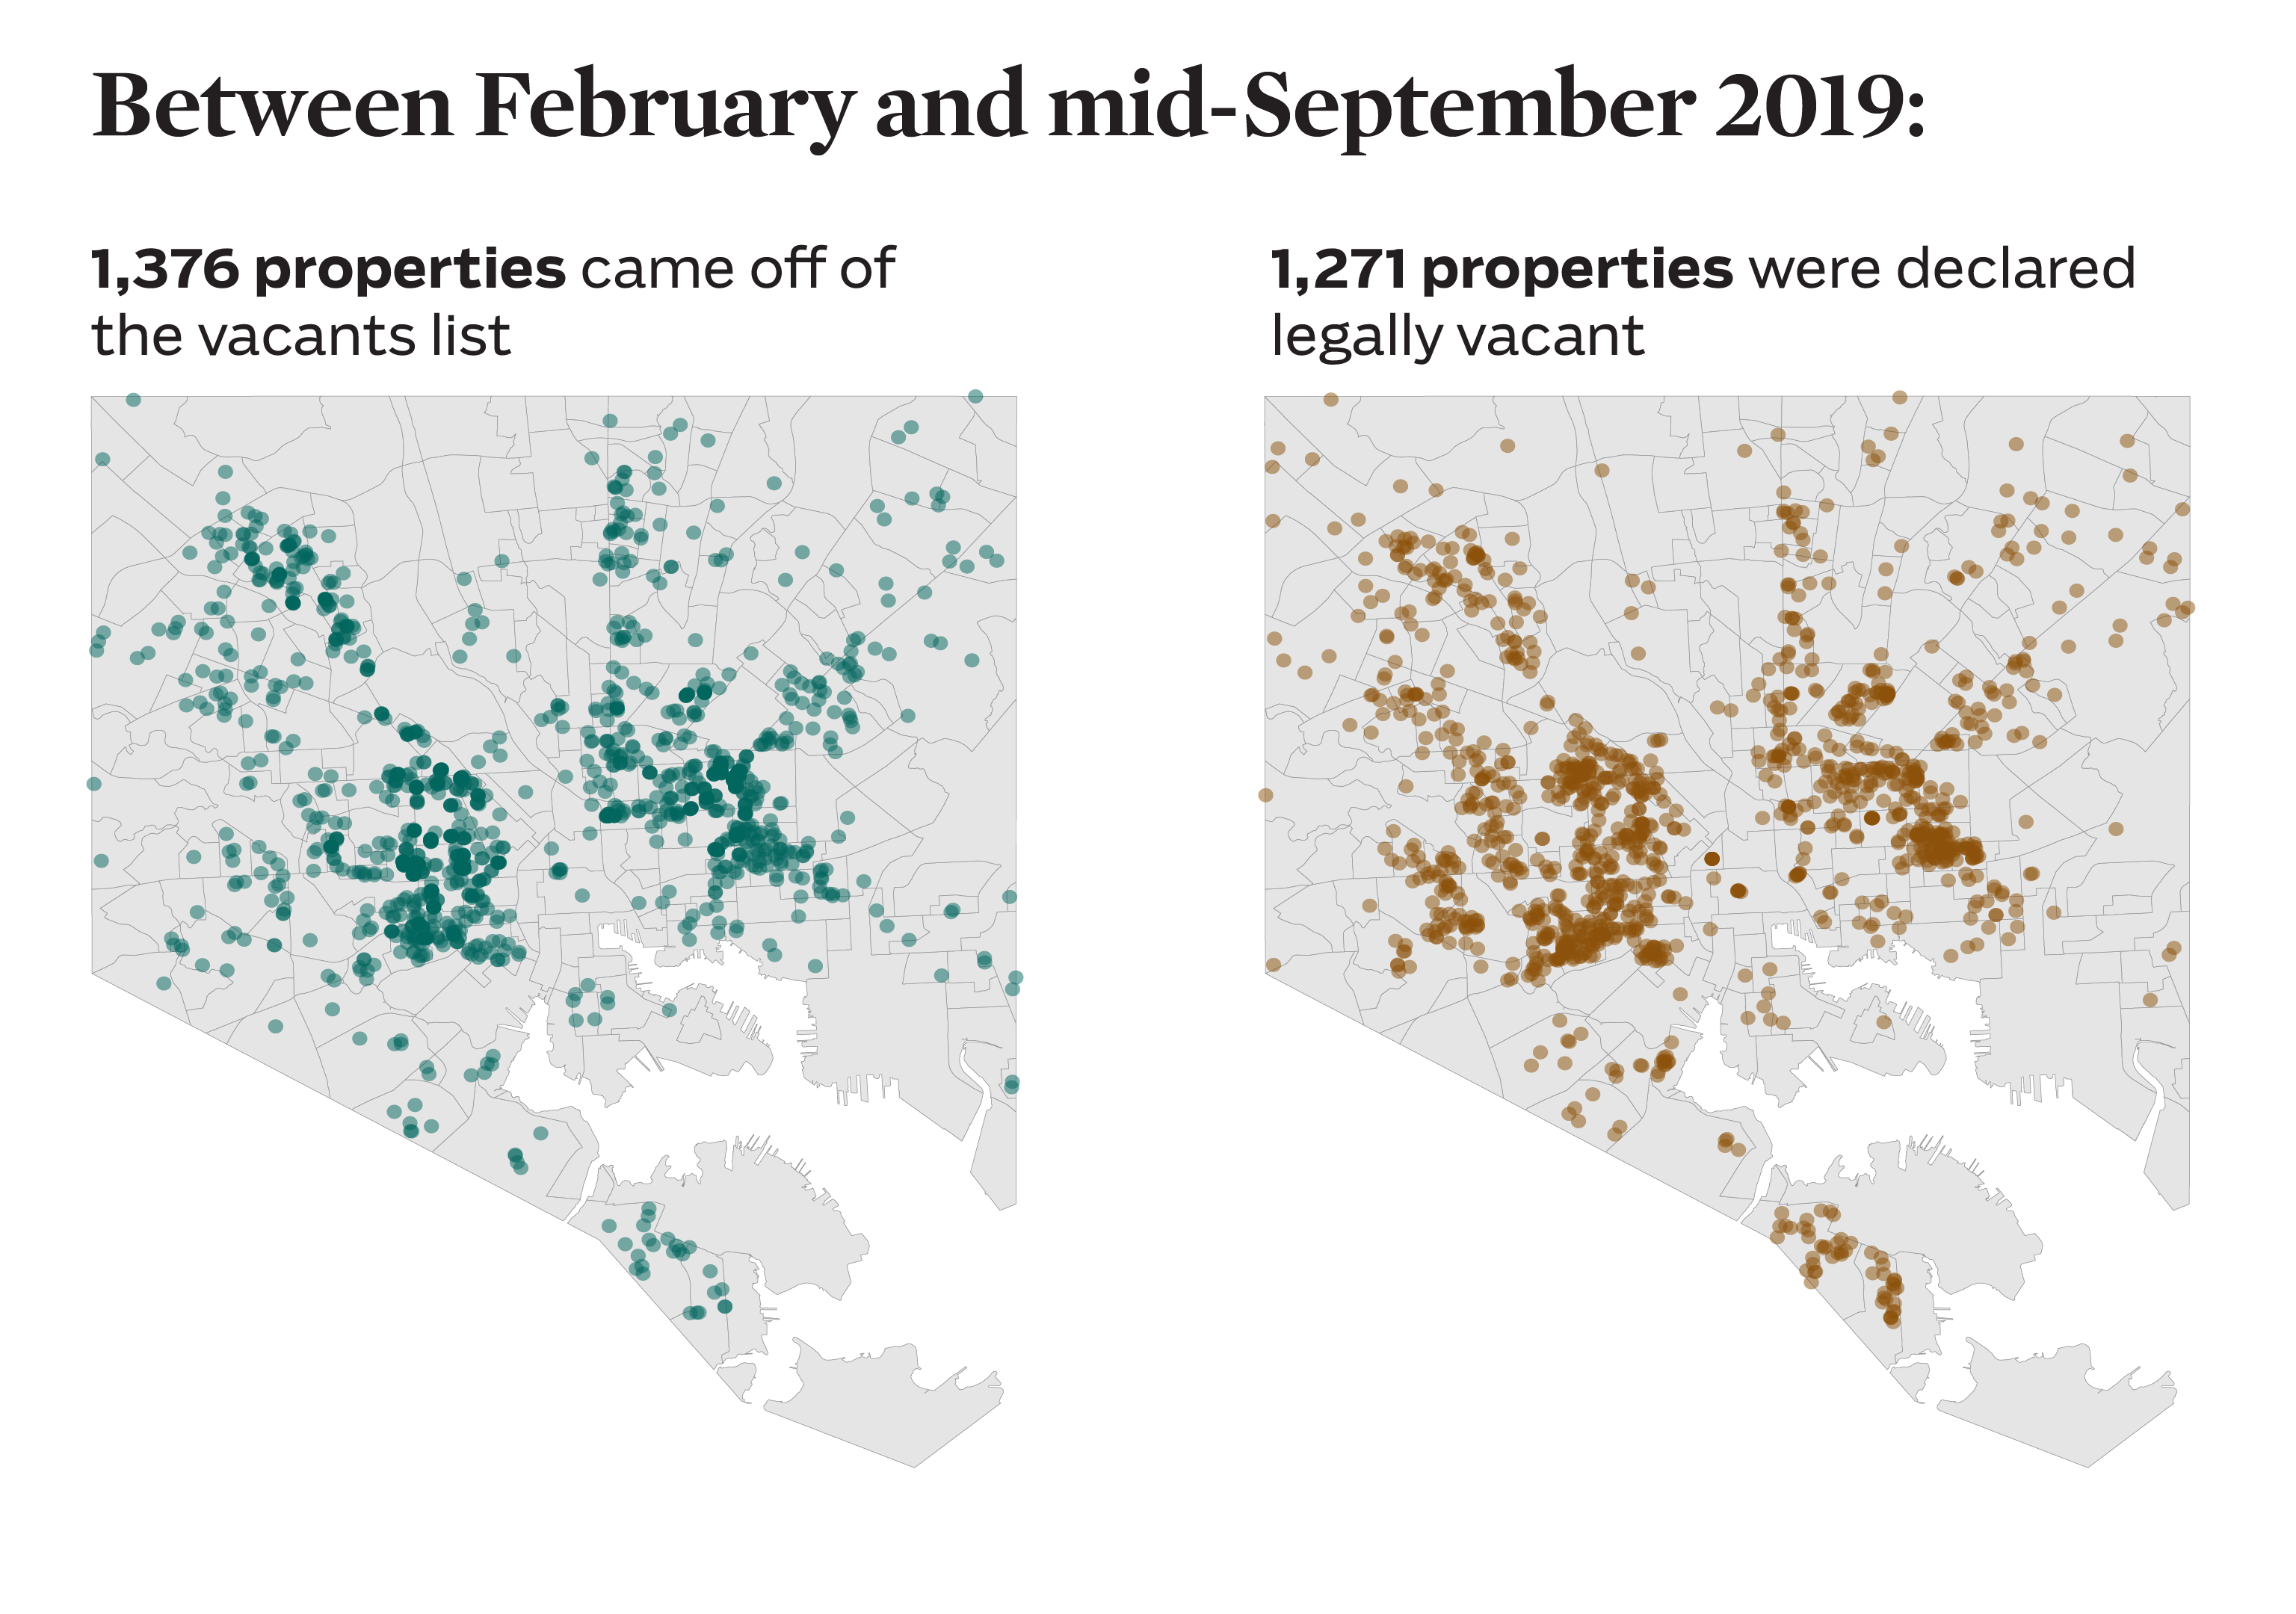 Between February and mid-September 2019:
1,376 properties came off of
the vacants list
1,271 properties were declared
legally vacant